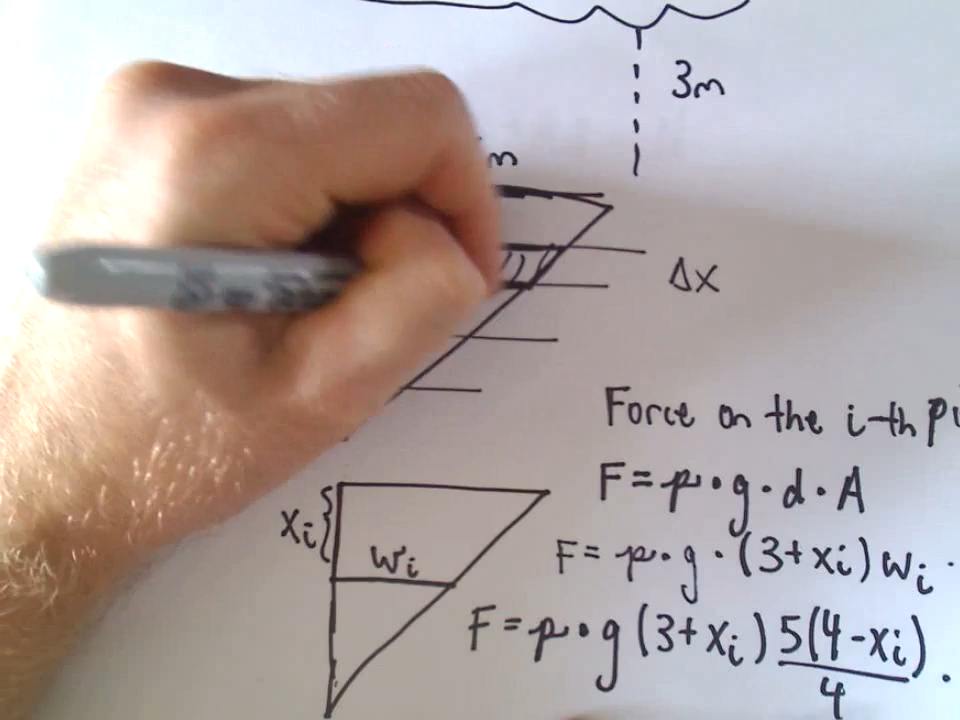 3m
m
Δx
Force on the i-th
F = ρ · g · d · A
xᵢ
wᵢ
F = ρ · g · (3+xᵢ) wᵢ ·
F = ρ · g (3+xᵢ) 5(4-xᵢ)/4 ·